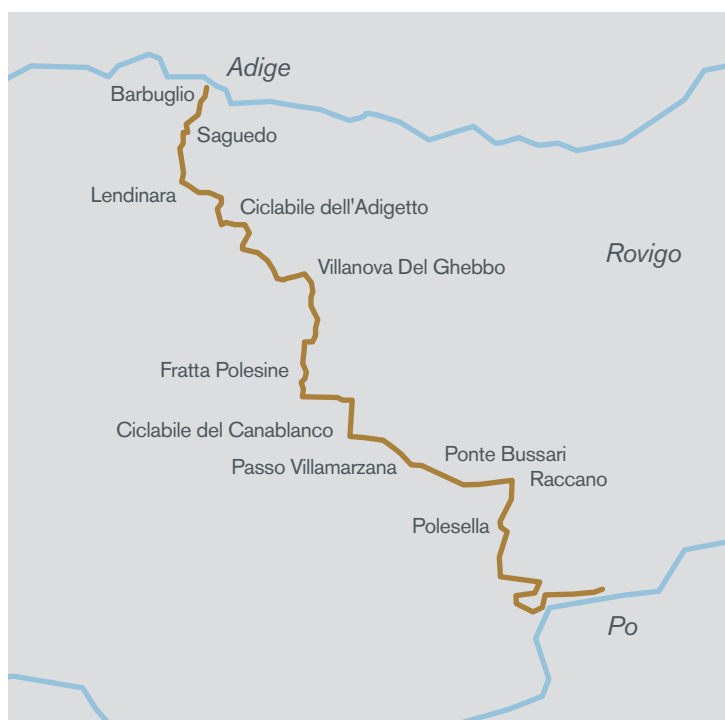 Adige
Barbuglio
Saguedo
Lendinara
Ciclabile dell'Adigetto
Rovigo
Villanova Del Ghebbo
Fratta Polesine
Ciclabile del Canablanco
Ponte Bussari
Passo Villamarzana
Raccano
Polesella
Po